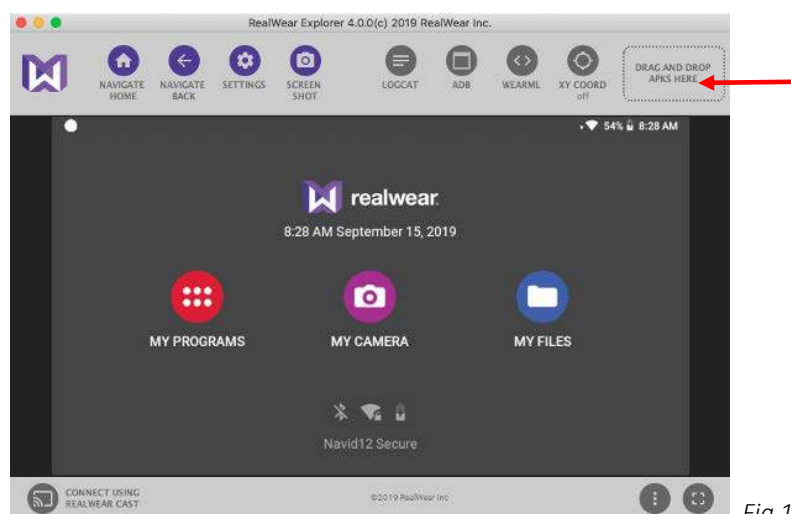 RealWear Explorer 4.0.0(c) 2019 RealWear Inc.
NAVIGATE HOME
NAVIGATE BACK
SETTINGS
SCREEN SHOT
LOGCAT
ADB
WEARML
XY COORD off
DRAG AND DROP
APKS HERE
54% 8:28 AM
realwear
8:28 AM September 15, 2019
MY PROGRAMS
MY CAMERA
MY FILES
Navid12 Secure
CONNECT USING
REALWEAR CAST
©2019 RealWear Inc
Fig 1